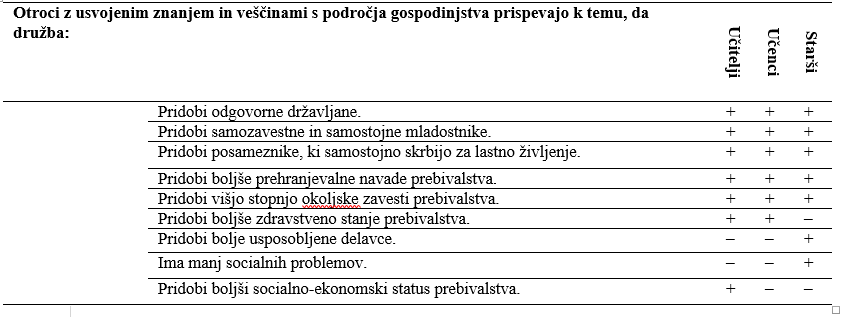 Otroci z usvojenim znanjem in veščinami s področja gospodinjstva prispevajo k temu, da
družba:
Učitelji
Učenci
Starši
Pridobi odgovorne državljane. + + +
Pridobi samozavestne in samostojne mladostnike. + + +
Pridobi posameznike, ki samostojno skrbijo za lastno življenje. + + +
Pridobi boljše prehranjevalne navade prebivalstva. + + +
Pridobi višjo stopnjo okoljske zavesti prebivalstva. + + +
Pridobi boljše zdravstveno stanje prebivalstva. + + –
Pridobi bolje usposobljene delavce. – – +
Ima manj socialnih problemov. – – +
Pridobi boljši socialno-ekonomski status prebivalstva. + – –